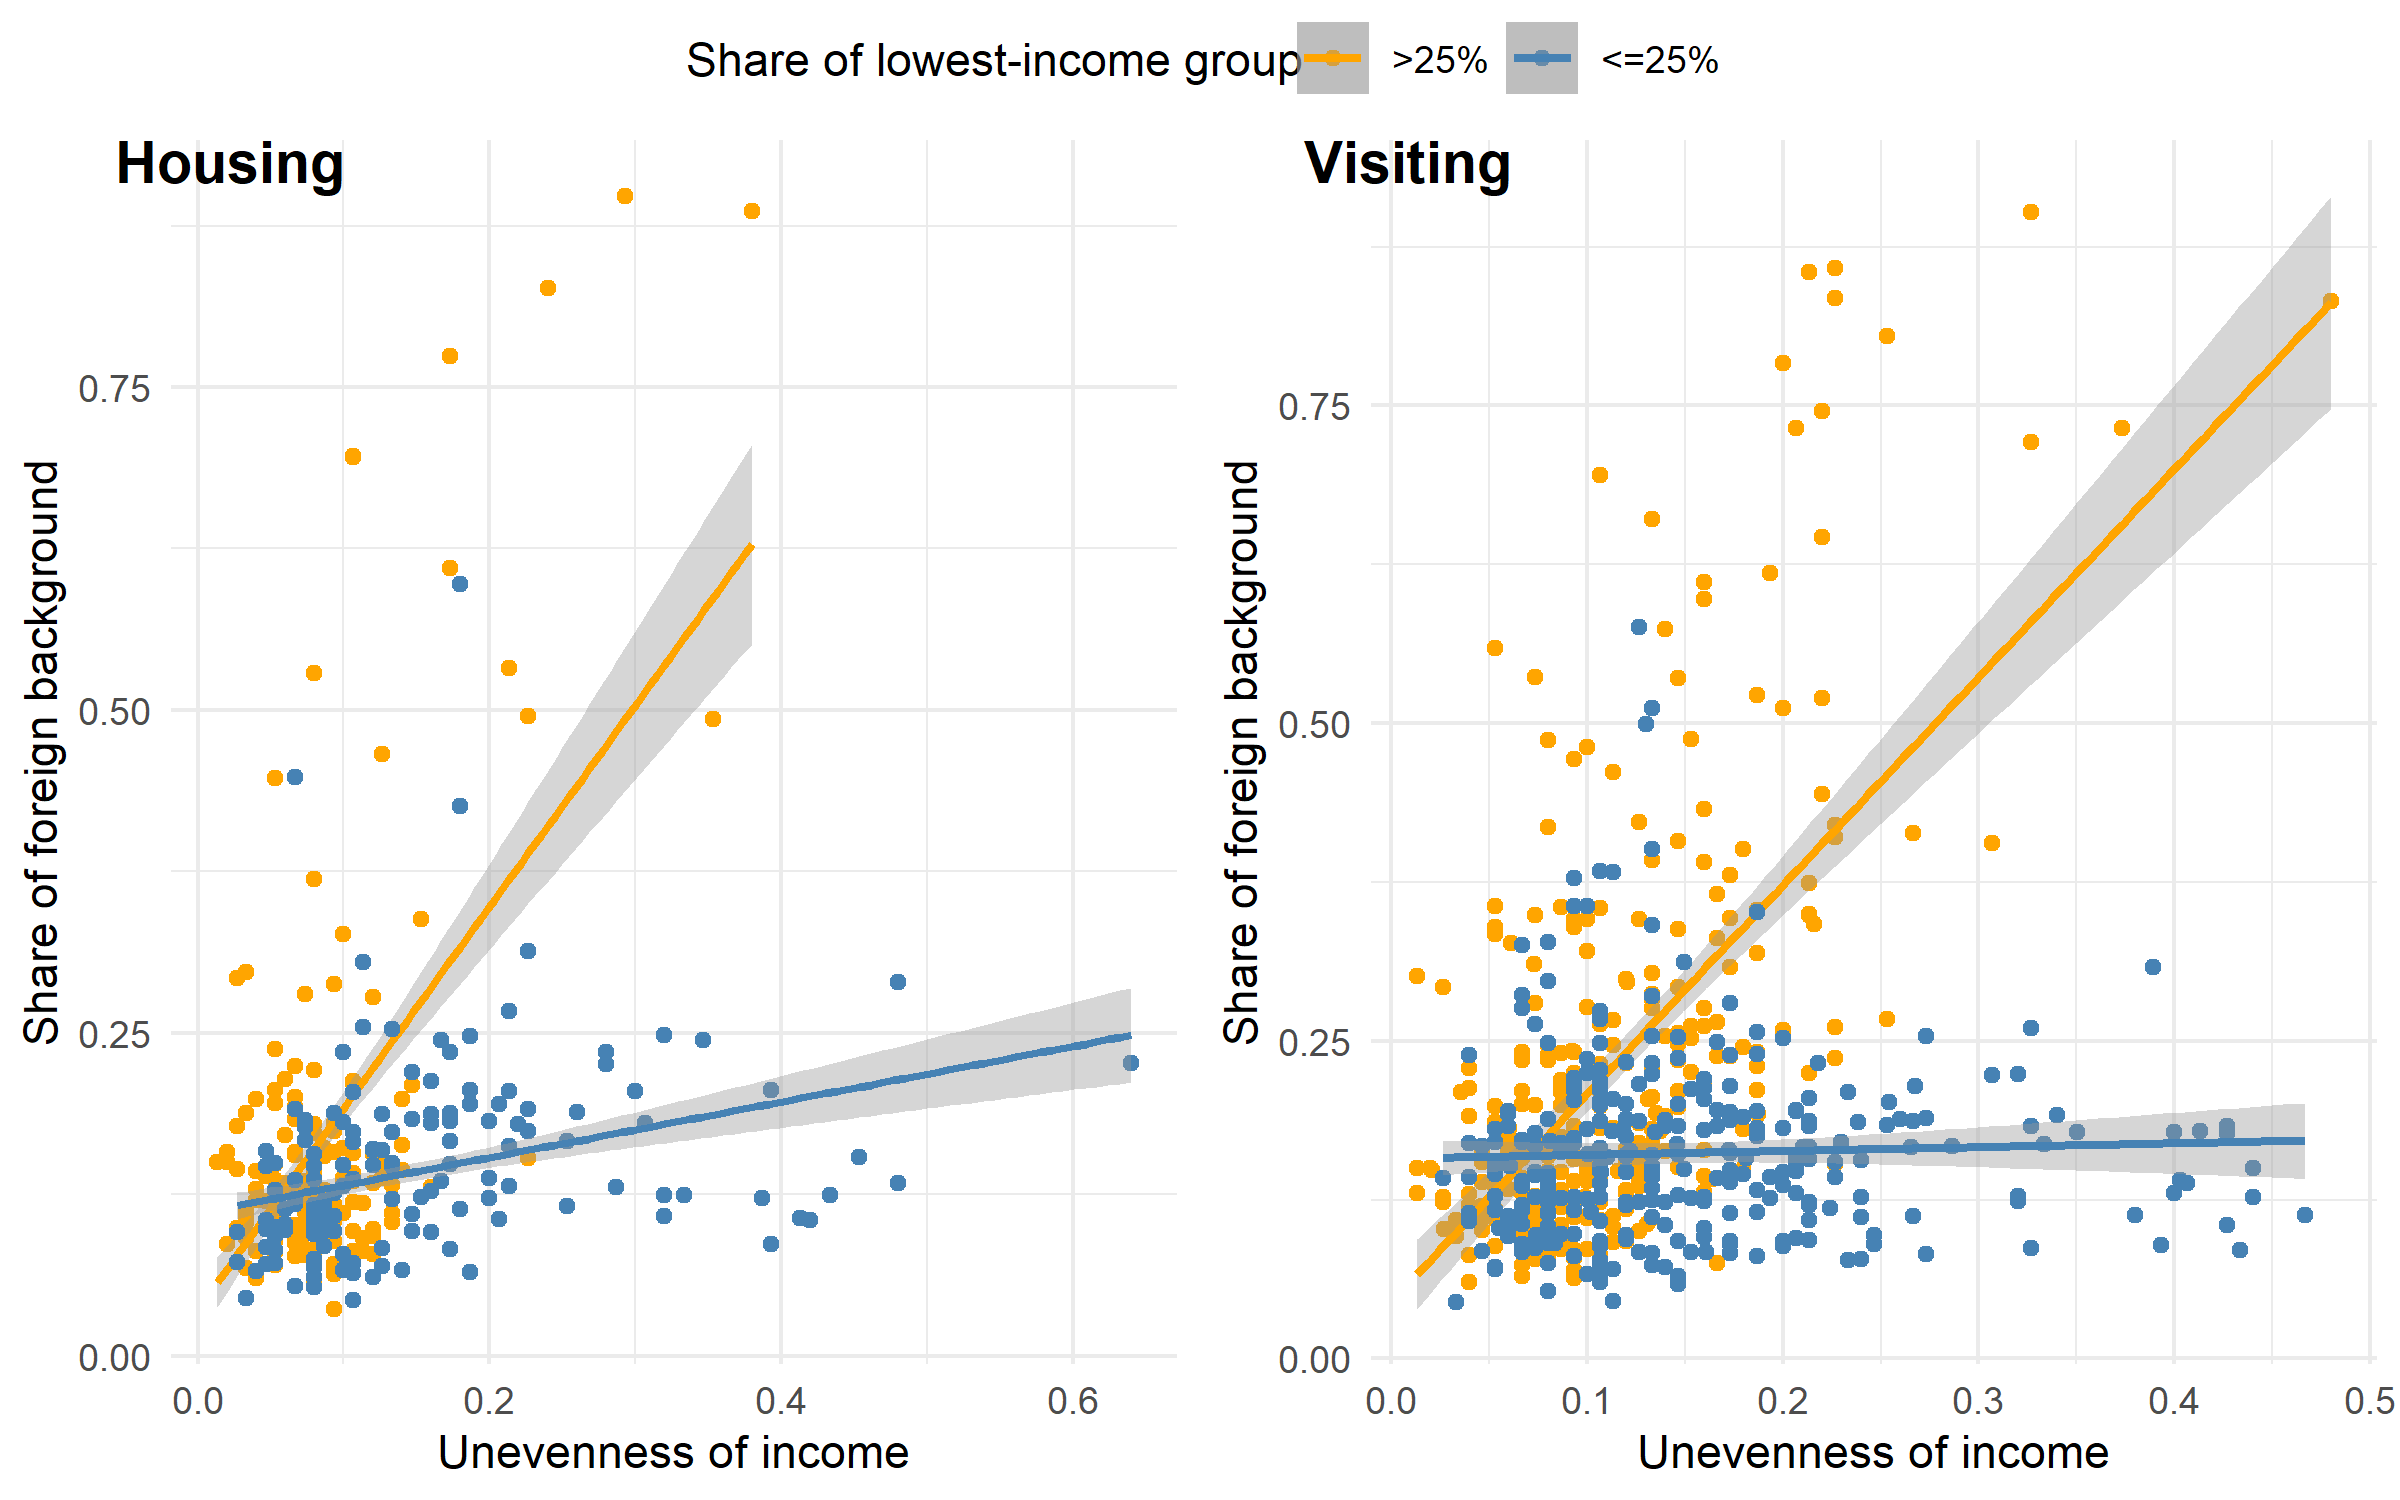 Share of lowest-income group >25% <=25%
Housing
Visiting
Share of foreign background
0.75
0.50
0.25
0.00
0.0 0.2 0.4 0.6
Unevenness of income
Share of foreign background
0.75
0.50
0.25
0.00
0.0 0.1 0.2 0.3 0.4 0.5
Unevenness of income